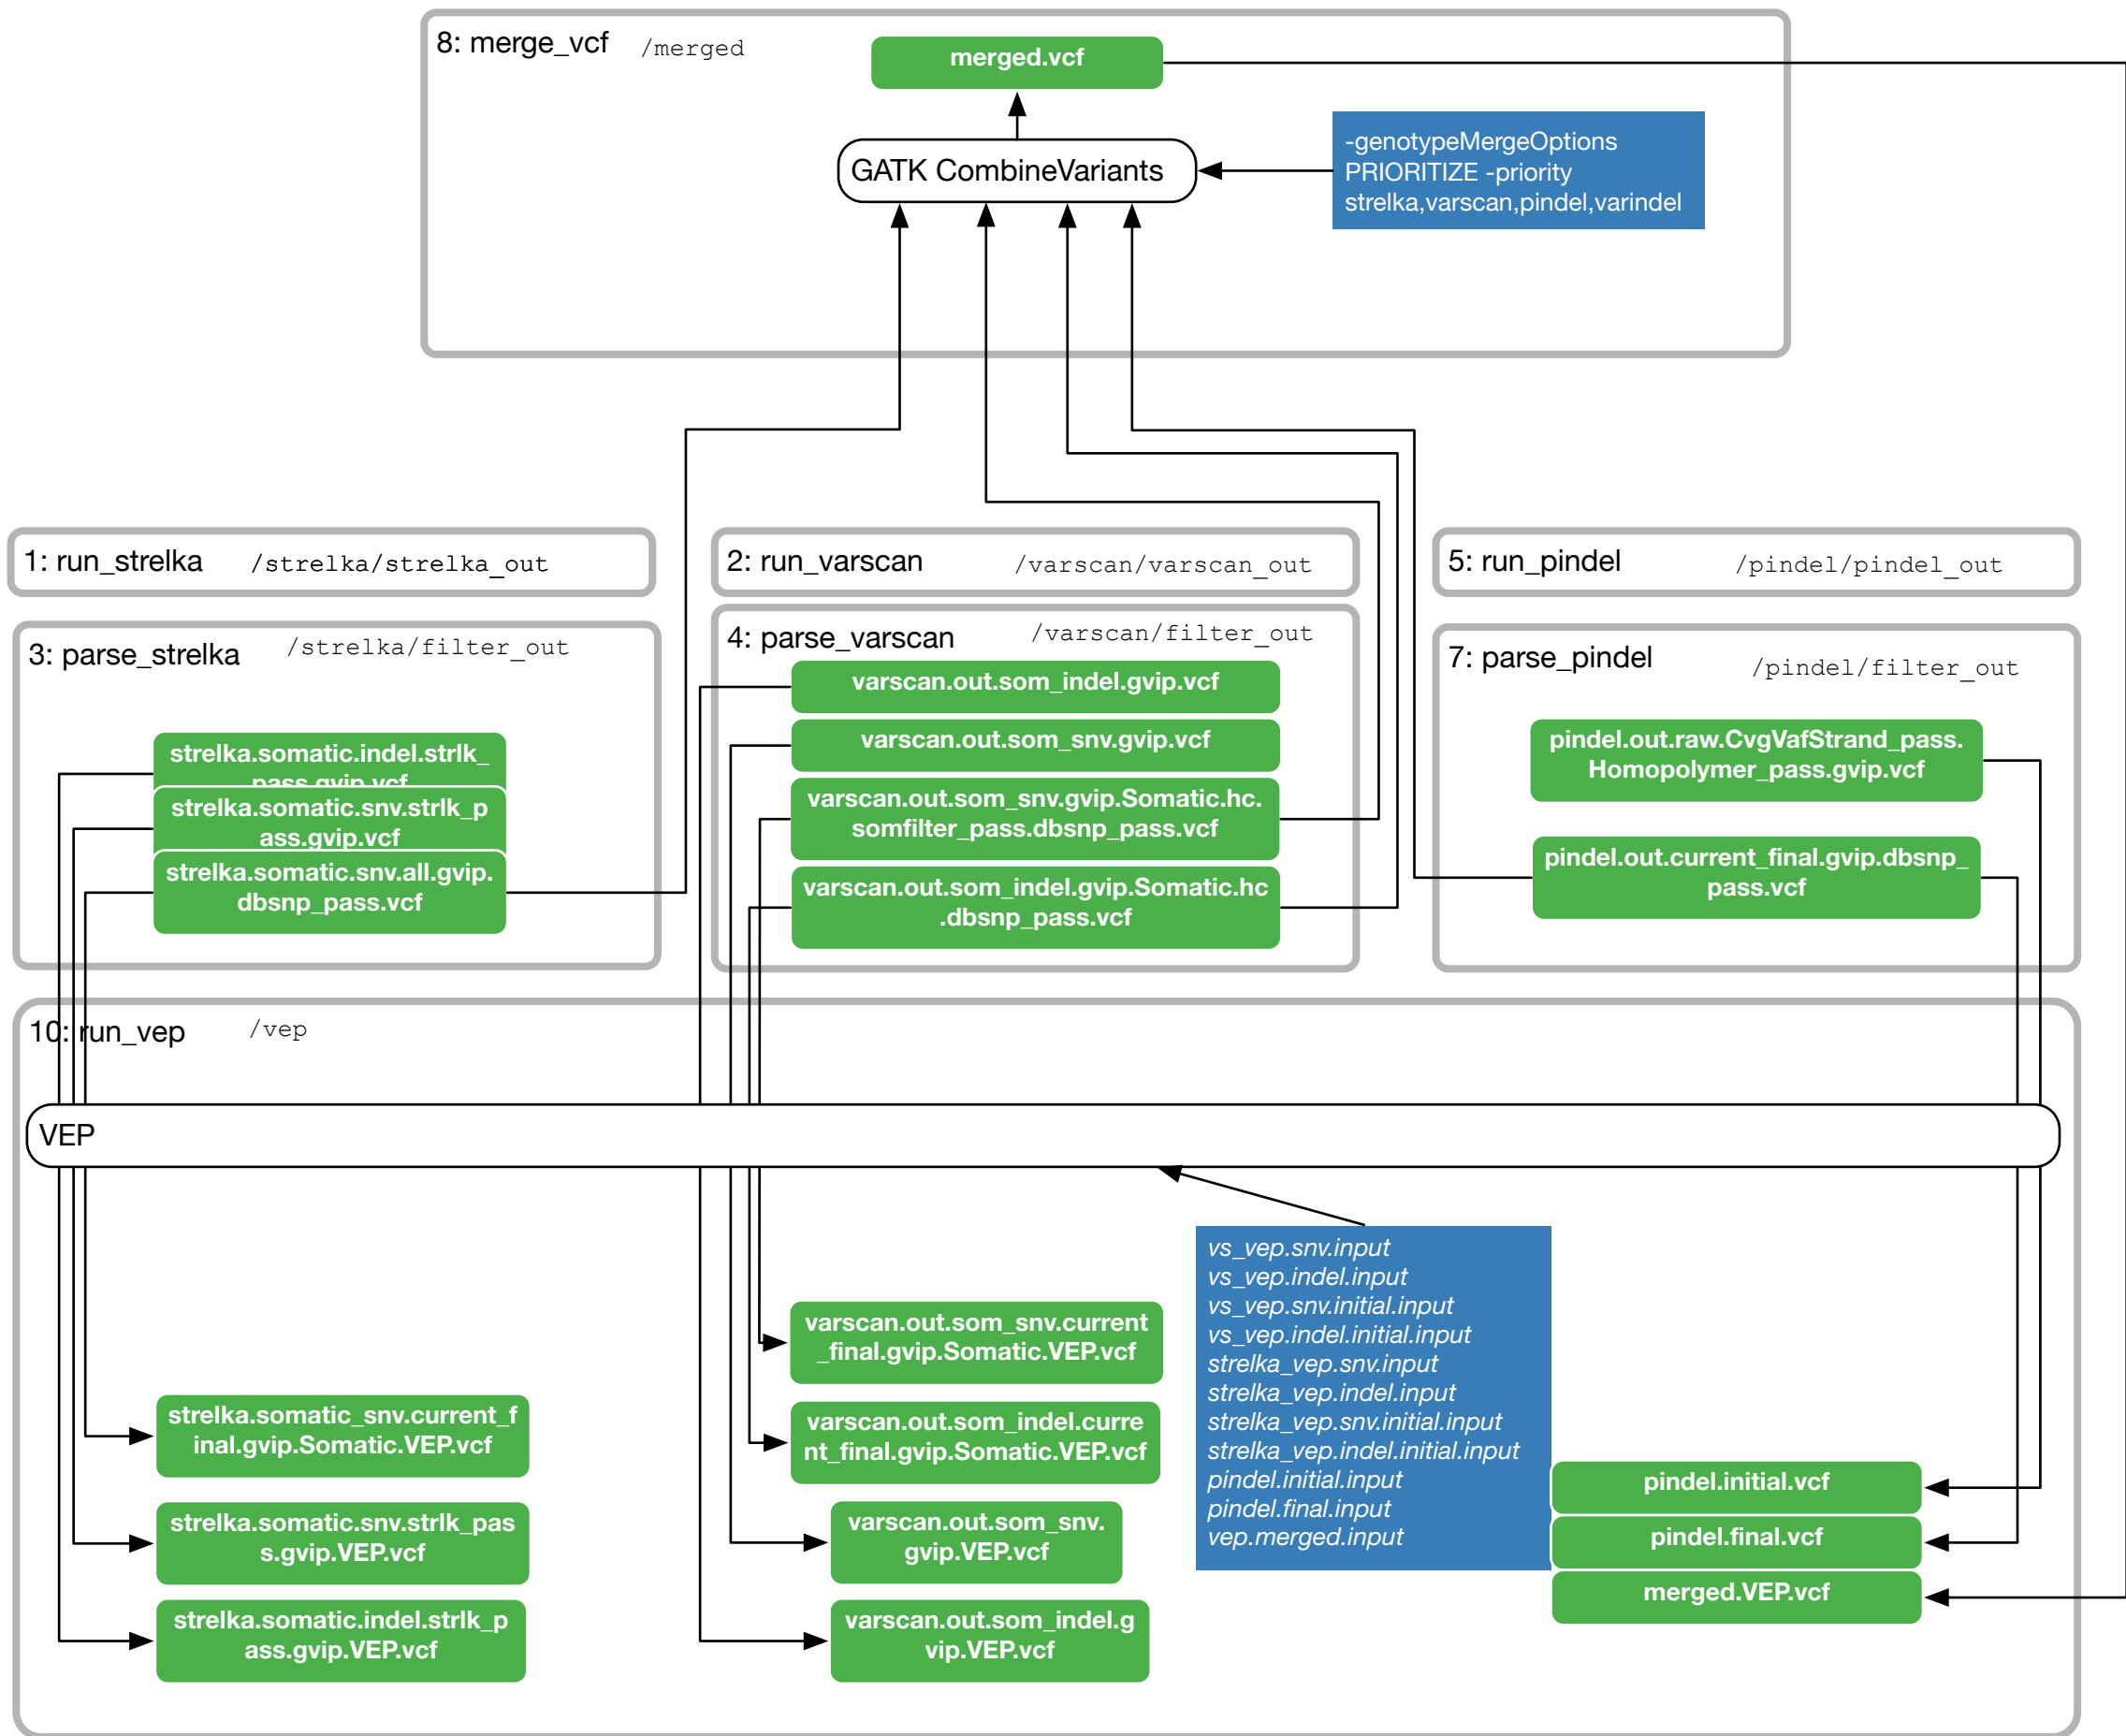 8: merge_vcf /merged
merged.vcf
GATK CombineVariants
-genotypeMergeOptions
PRIORITIZE -priority
strelka,varscan,pindel,varindel
1: run_strelka /strelka/strelka_out
2: run_varscan /varscan/varscan_out
5: run_pindel /pindel/pindel_out
3: parse_strelka /strelka/filter_out
strelka.somatic.indel.strlk_
pass.gvip.vcf
strelka.somatic.snv.strlk_p
ass.gvip.vcf
strelka.somatic.snv.all.gvip.
dbsnp_pass.vcf
4: parse_varscan /varscan/filter_out
varscan.out.som_indel.gvip.vcf
varscan.out.som_snv.gvip.vcf
varscan.out.som_snv.gvip.Somatic.hc.
somfilter_pass.dbsnp_pass.vcf
varscan.out.som_indel.gvip.Somatic.hc
.dbsnp_pass.vcf
7: parse_pindel /pindel/filter_out
pindel.out.raw.CvgVafStrand_pass.
Homopolymer_pass.gvip.vcf
pindel.out.current_final.gvip.dbsnp_
pass.vcf
10: run_vep /vep
VEP
strelka.somatic_snv.current_f
inal.gvip.Somatic.VEP.vcf
strelka.somatic.snv.strlk_pas
s.gvip.VEP.vcf
strelka.somatic.indel.strlk_p
ass.gvip.VEP.vcf
varscan.out.som_snv.current
_final.gvip.Somatic.VEP.vcf
varscan.out.som_indel.curre
nt_final.gvip.Somatic.VEP.vcf
varscan.out.som_snv.
gvip.VEP.vcf
varscan.out.som_indel.g
vip.VEP.vcf
vs_vep.snv.input
vs_vep.indel.input
vs_vep.snv.initial.input
vs_vep.indel.initial.input
strelka_vep.snv.input
strelka_vep.indel.input
strelka_vep.snv.initial.input
strelka_vep.indel.initial.input
pindel.initial.input
pindel.final.input
vep.merged.input
pindel.initial.vcf
pindel.final.vcf
merged.VEP.vcf